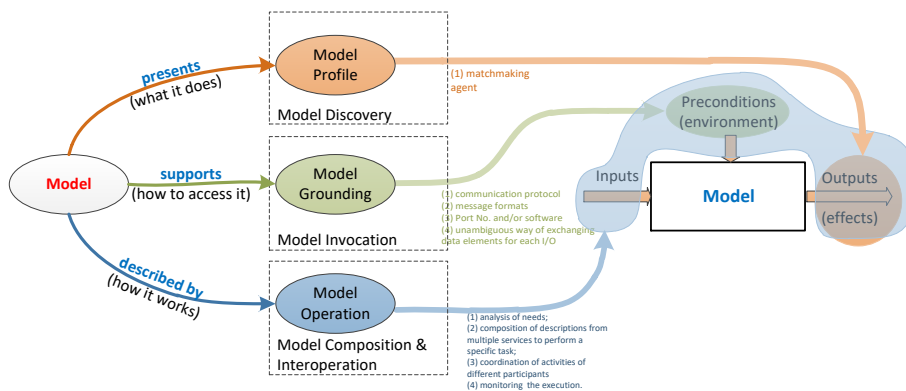 Model
presents
(what it does)
supports
(how to access it)
described by
(how it works)
Model
Profile
Model Discovery
Model
Grounding
Model Invocation
Model
Operation
Model Composition &
Interoperation
(1) matchmaking
agent
(1) communication protocol
(2) message formats
(3) Port No. and/or software
(4) unambiguous way of exchanging
data elements for each I/O
(1) analysis of needs;
(2) composition of descriptions from
multiple services to perform a
specific task;
(3) coordination of activities of
different participants
(4) monitoring the execution.
Preconditions
(environment)
Inputs
Model
Outputs
(effects)